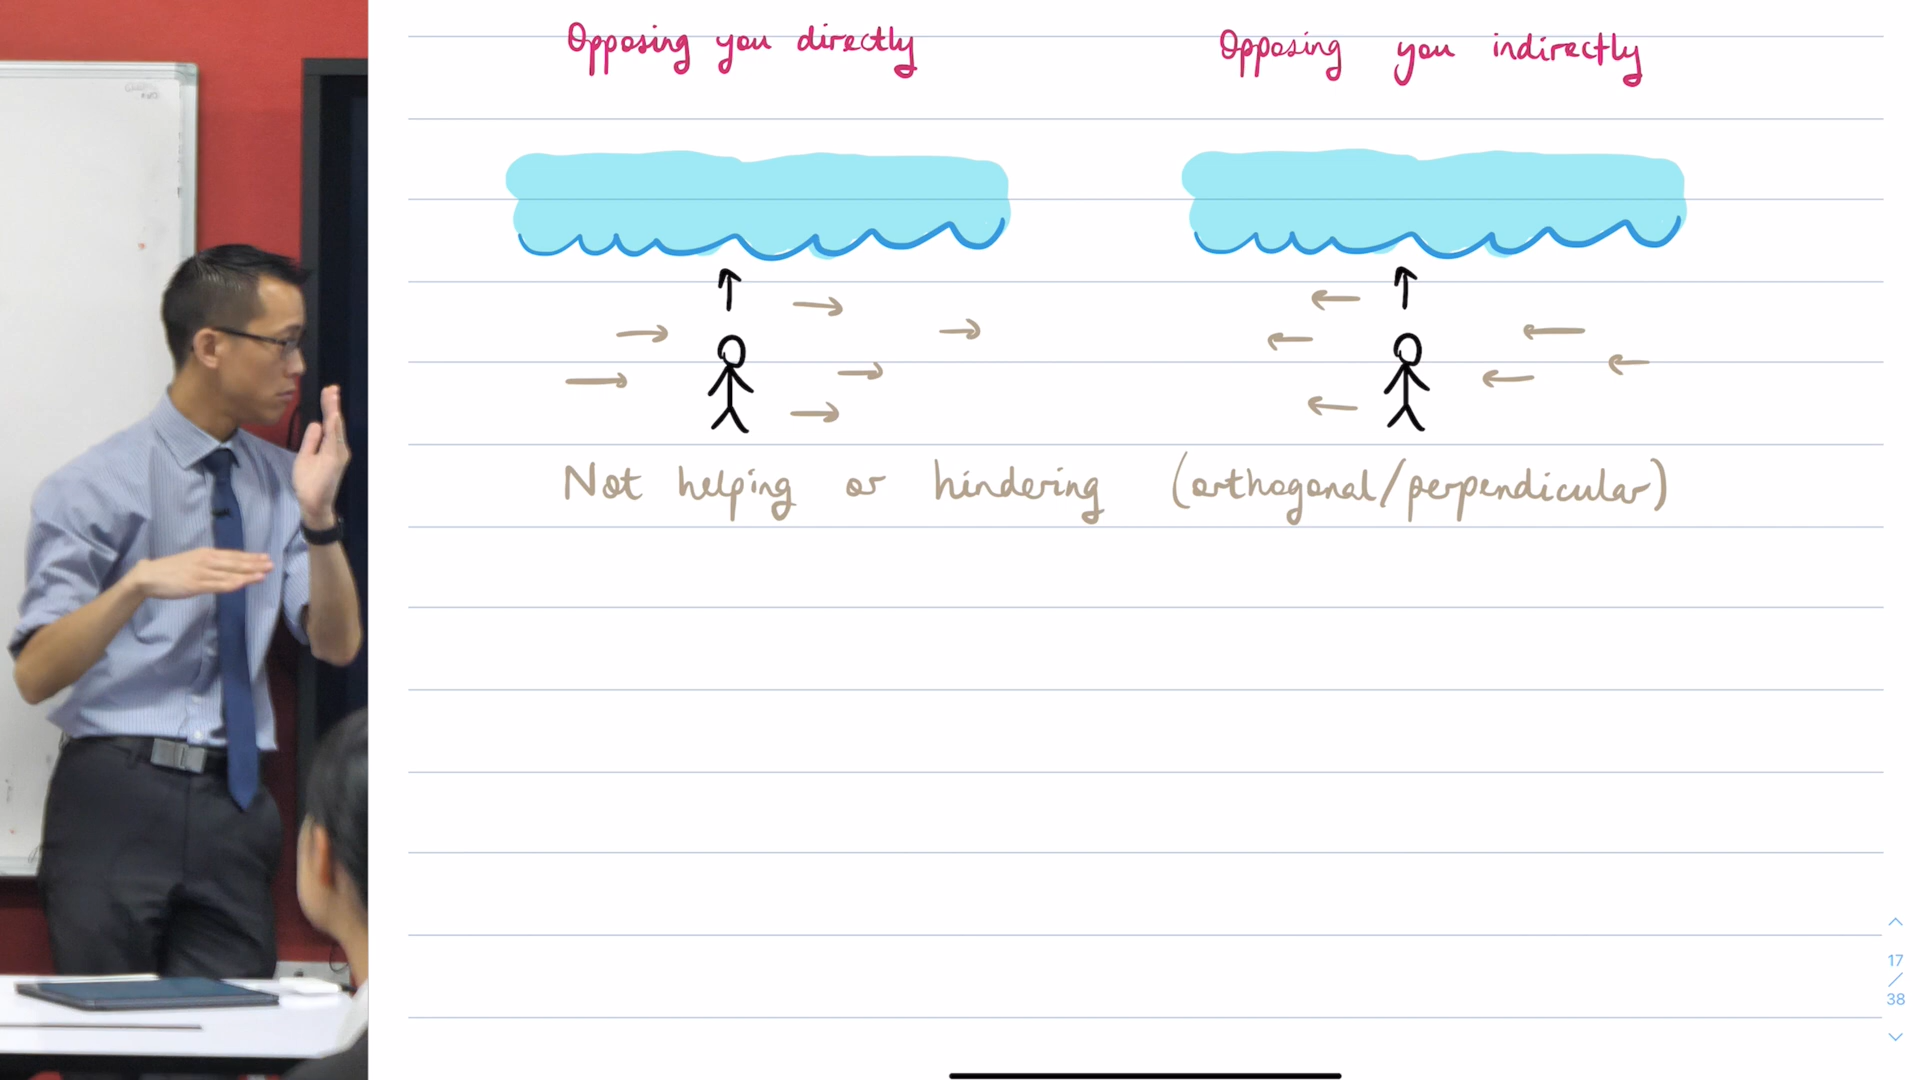 Opposing you directly
Opposing you indirectly
Not helping or hindering (orthogonal/perpendicular)
17
/
38